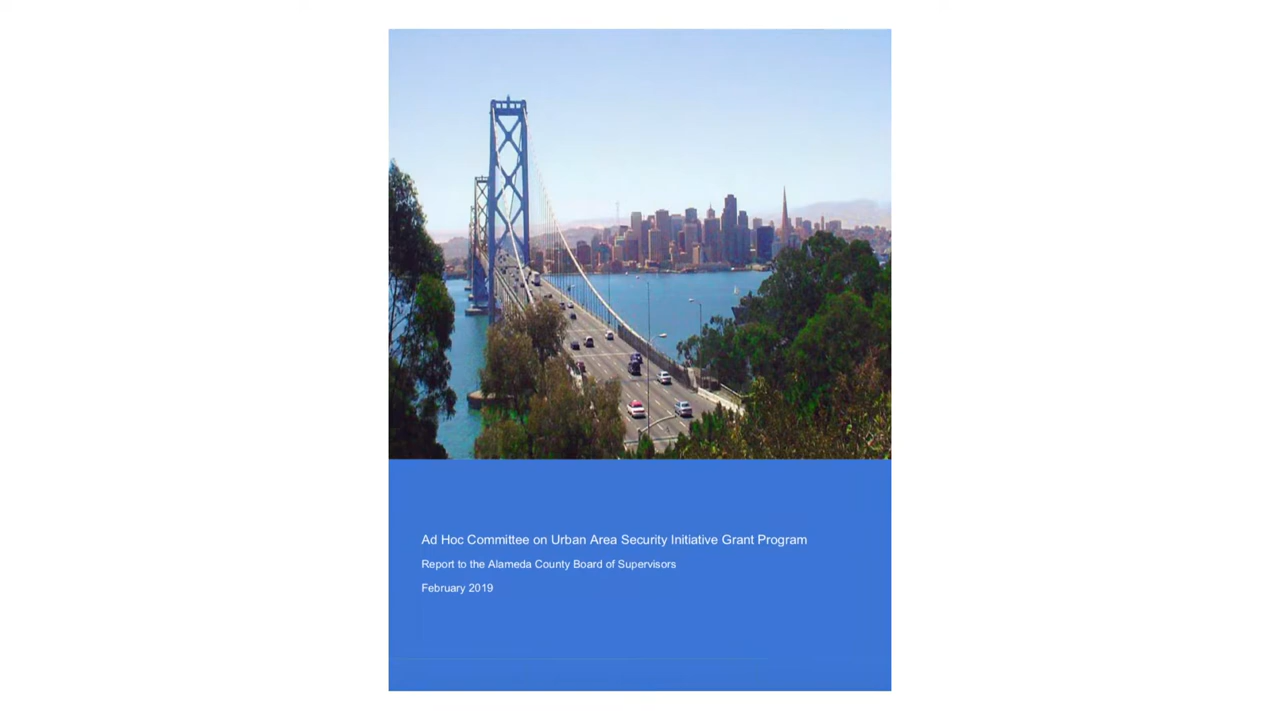 Ad Hoc Committee on Urban Area Security Initiative Grant Program
Report to the Alameda County Board of Supervisors
February 2019